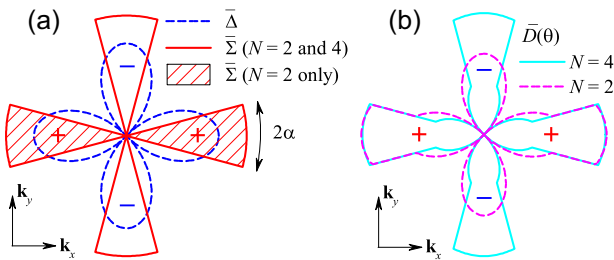 (a)
Δ̅
Σ̅ (N = 2 and 4)
Σ̅ (N = 2 only)
−
+ +
−
2α
k_y
k_x
(b)
D̅(θ)
N = 4
N = 2
−
+ +
−
k_y
k_x